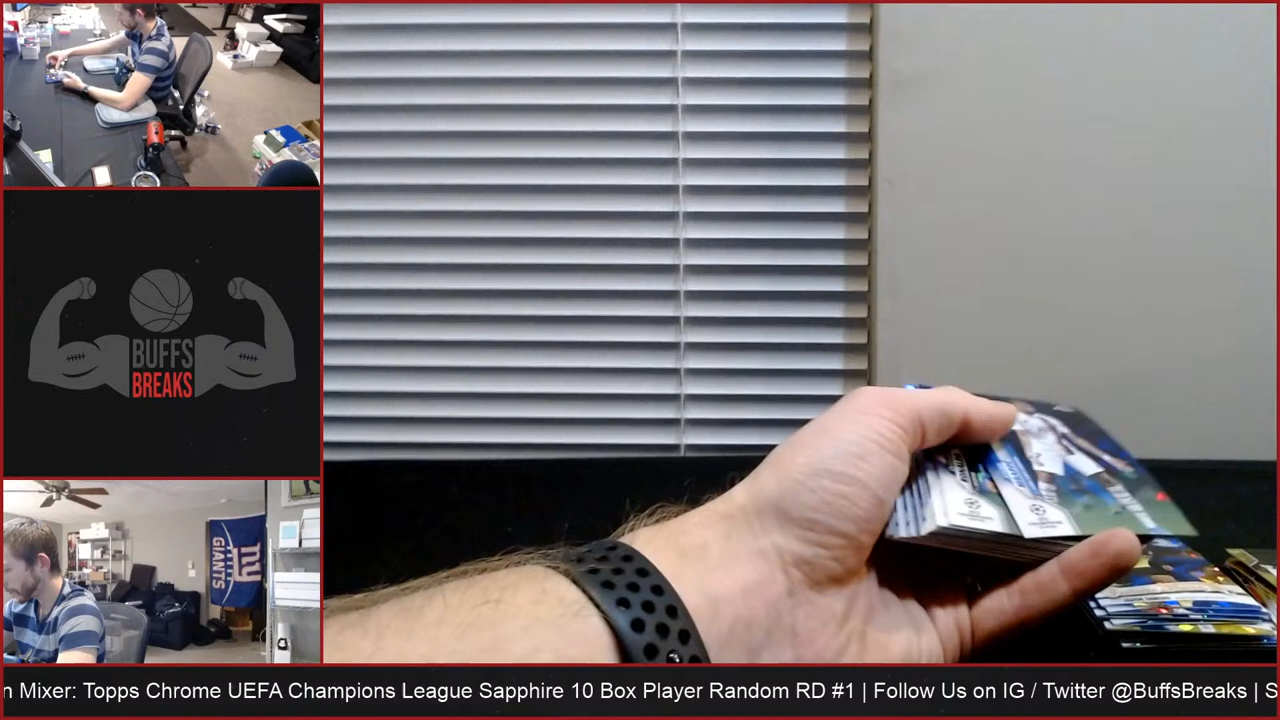 BUFFS
BREAKS
GIANTS
ny
n Mixer: Topps Chrome UEFA Champions League Sapphire 10 Box Player Random RD #1 | Follow Us on IG / Twitter @BuffsBreaks | S